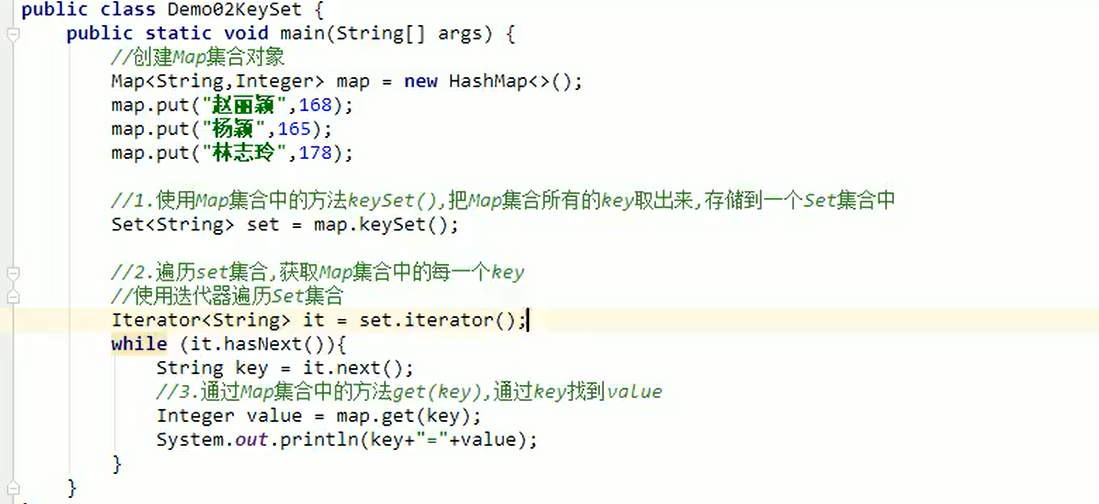 public class Demo02KeySet {
public static void main(String[] args) {
//创建Map集合对象
Map<String,Integer> map = new HashMap<>();
map.put("赵丽颖",168);
map.put("杨颖",165);
map.put("林志玲",178);
//1.使用Map集合中的方法keySet(),把Map集合所有的key取出来,存储到一个Set集合中
Set<String> set = map.keySet();
//2.遍历set集合,获取Map集合中的每一个key
//使用迭代器遍历Set集合
Iterator<String> it = set.iterator();
while (it.hasNext()){
String key = it.next();
//3.通过Map集合中的方法get(key),通过key找到value
Integer value = map.get(key);
System.out.println(key+"="+value);
}
}